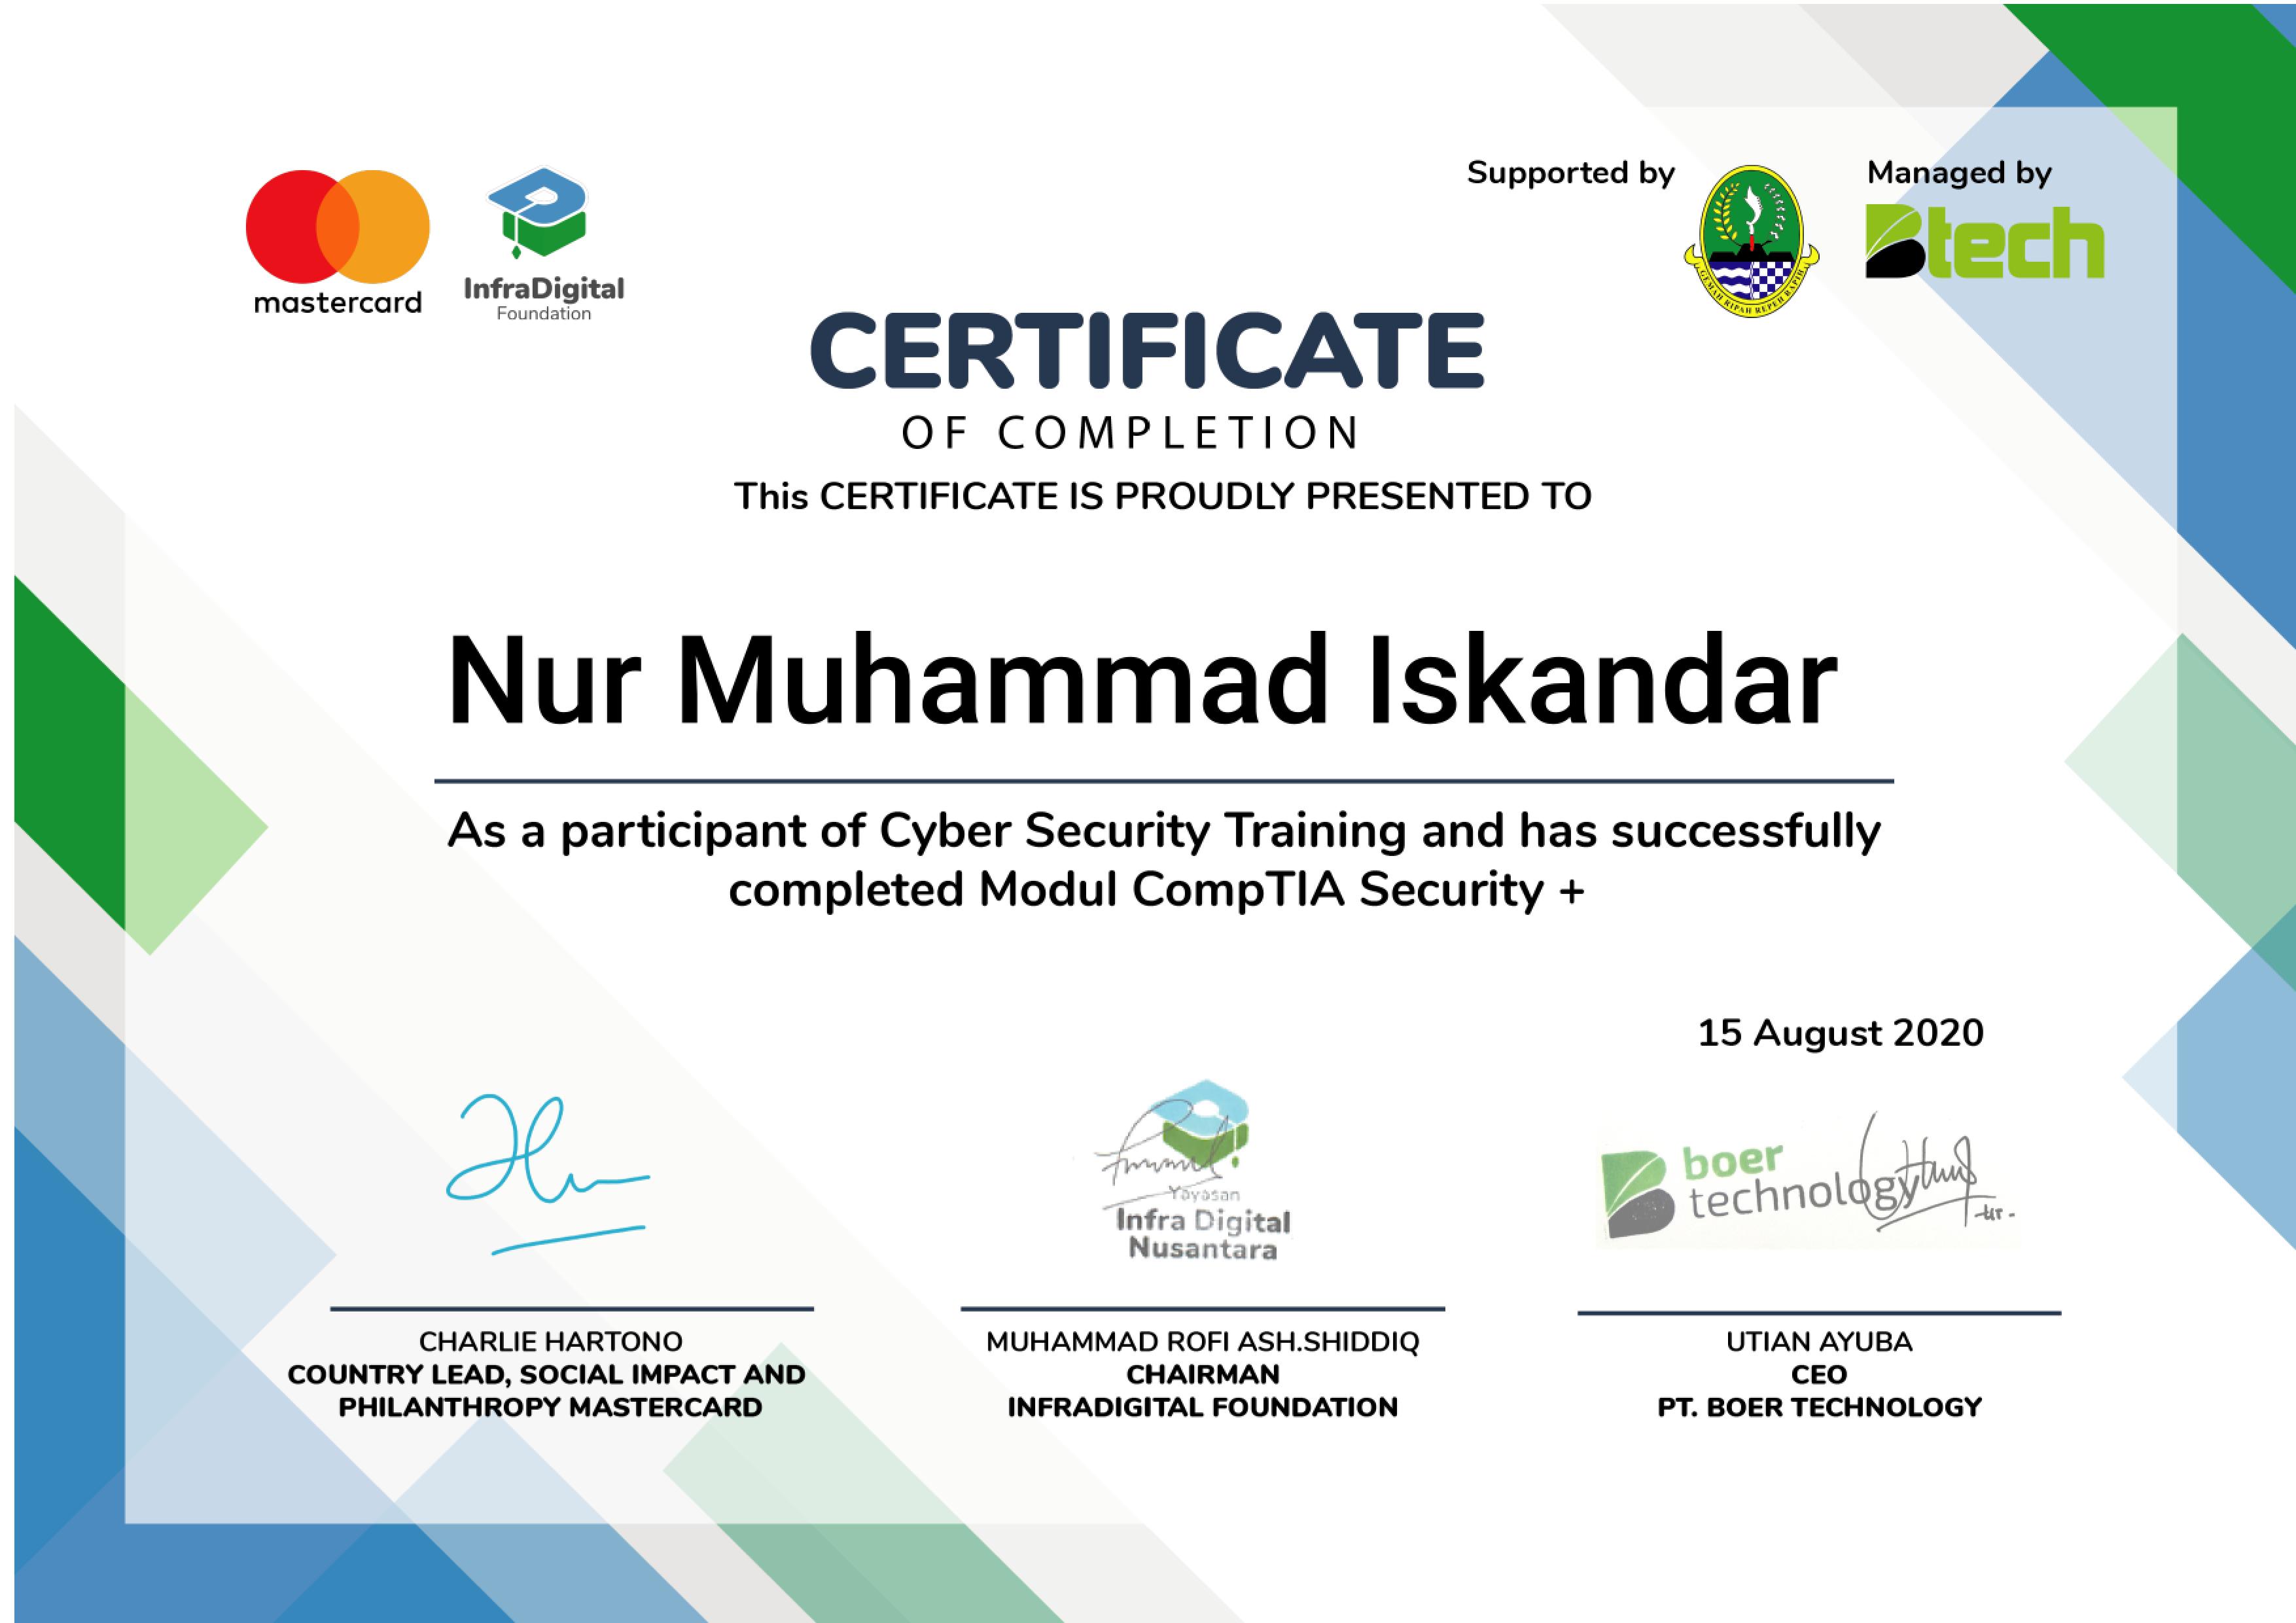 mastercard
InfraDigital
Foundation
Supported by
GEMAH RIPAH REPEH RAPIH
Managed by
Btech
CERTIFICATE
OF COMPLETION
This CERTIFICATE IS PROUDLY PRESENTED TO
Nur Muhammad Iskandar
As a participant of Cyber Security Training and has successfully
completed Modul CompTIA Security +
15 August 2020
Yayasan
Infra Digital
Nusantara
boer
technology
CHARLIE HARTONO
COUNTRY LEAD, SOCIAL IMPACT AND
PHILANTHROPY MASTERCARD
MUHAMMAD ROFI ASH.SHIDDIQ
CHAIRMAN
INFRADIGITAL FOUNDATION
UTIAN AYUBA
CEO
PT. BOER TECHNOLOGY